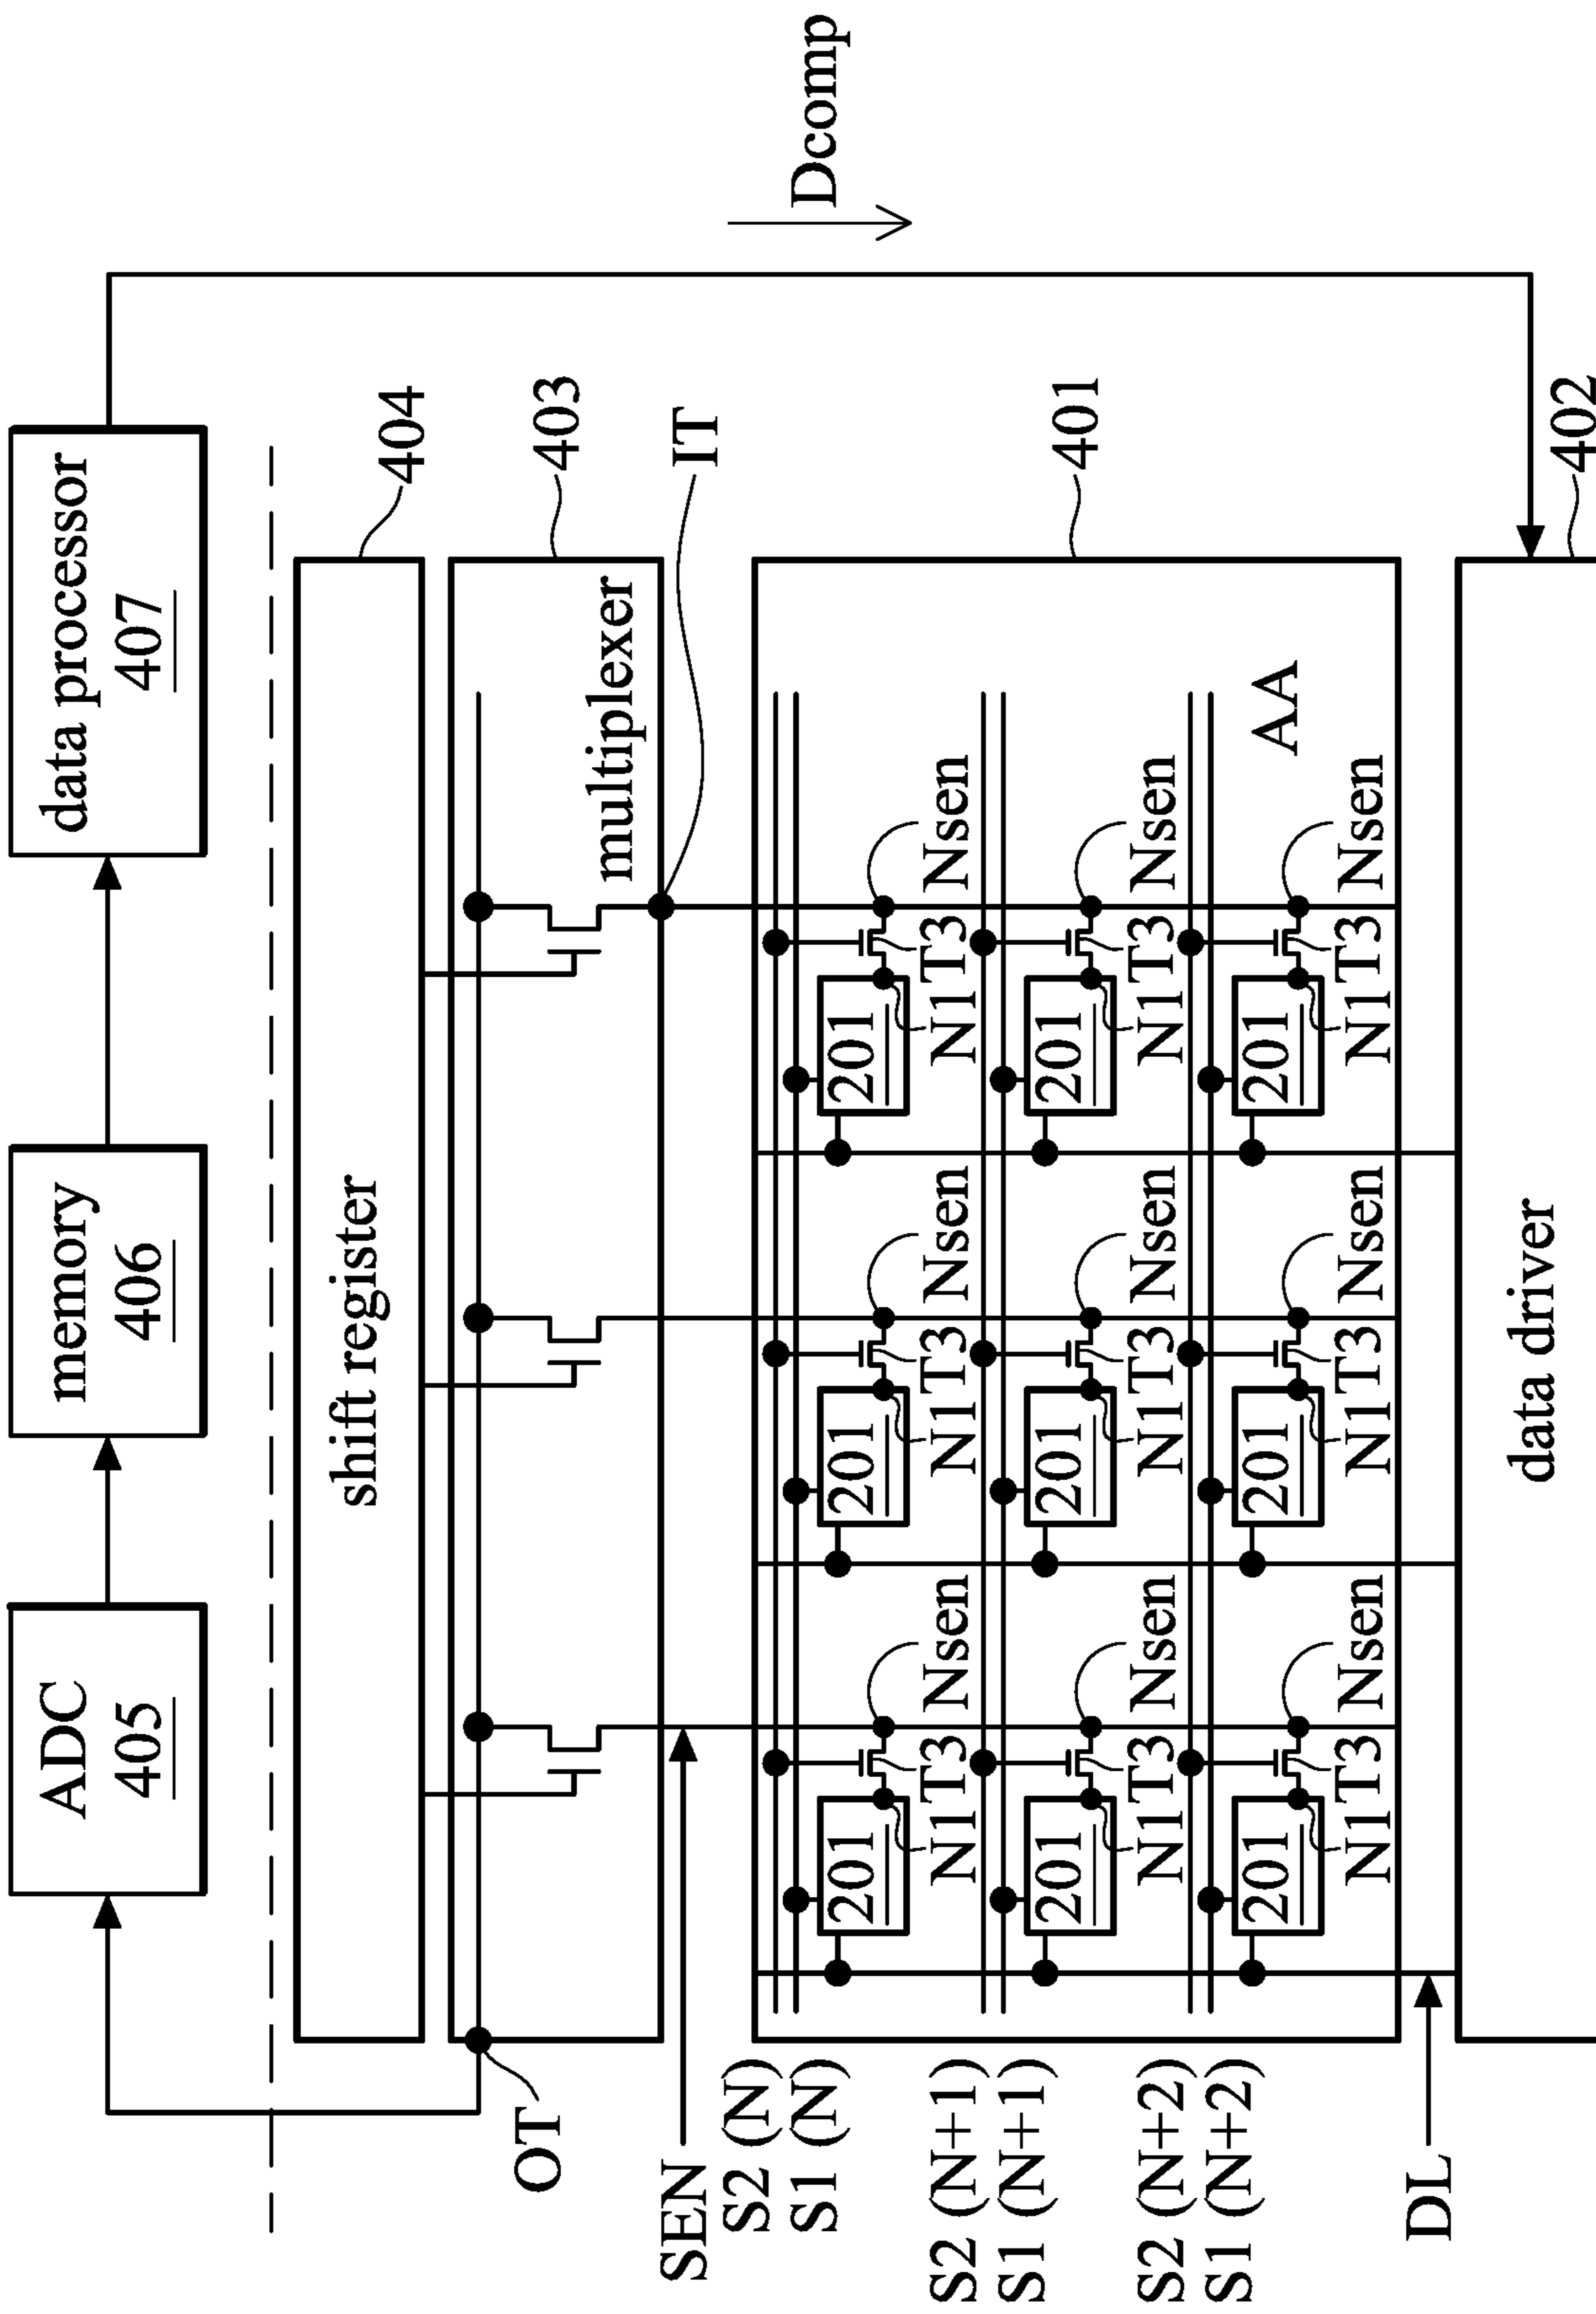 ADC
405
memory
406
data processor
407
Dcomp
shift register
404
OT
multiplexer
403
IT
SEN
S2 (N)
S1 (N)
201
N1
T3
Nsen
201
N1
T3
Nsen
201
N1
T3
Nsen
401
S2 (N+1)
S1 (N+1)
201
N1
T3
Nsen
201
N1
T3
Nsen
201
N1
T3
Nsen
S2 (N+2)
S1 (N+2)
201
N1
T3
Nsen
201
N1
T3
Nsen
201
N1
T3
Nsen
AA
DL
data driver
402